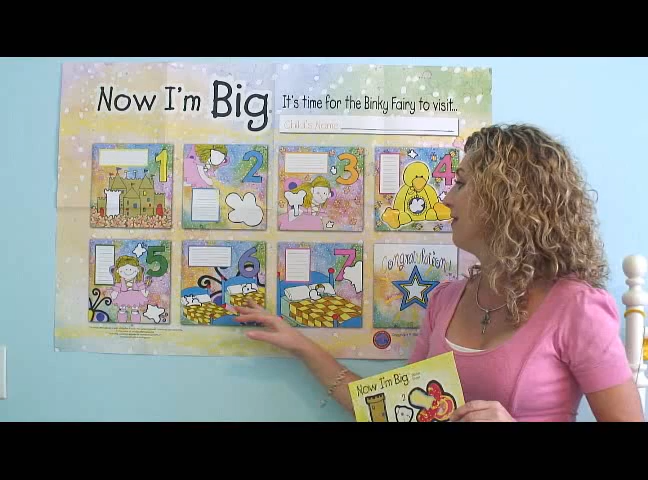 Now I'm Big It's time for the Binky Fairy to visit...
Child's Name
1 2 3 4
5 6 7 Congratulations!
Now I'm Big